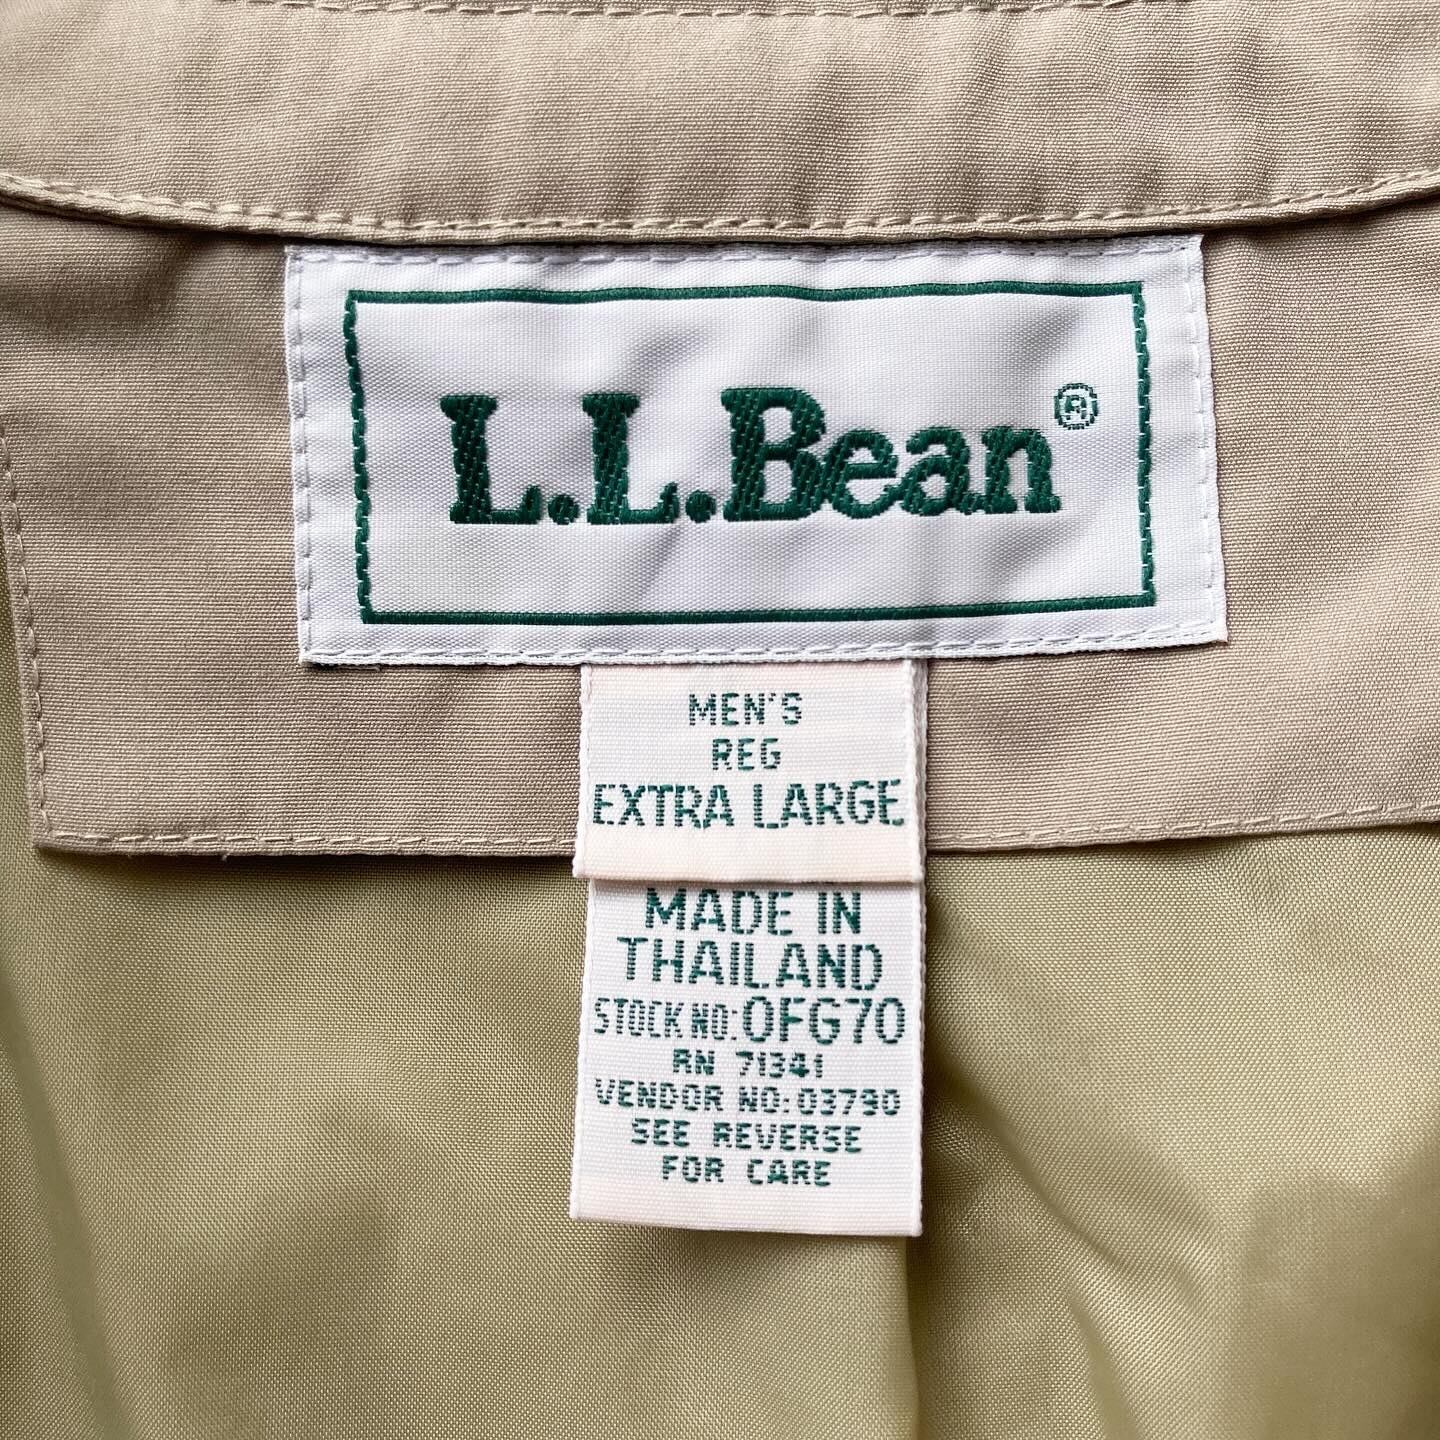 L.L.Bean®
MEN'S
REG
EXTRA LARGE
MADE IN
THAILAND
STOCK NO: 0FG70
RN 71341
VENDOR NO: 03790
SEE REVERSE
FOR CARE